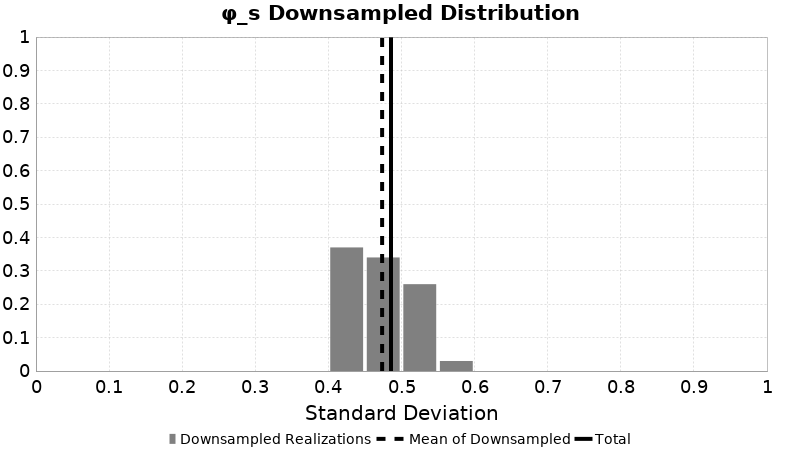 φ_s Downsampled Distribution
1
0.9
0.8
0.7
0.6
0.5
0.4
0.3
0.2
0.1
0
0 0.1 0.2 0.3 0.4 0.5 0.6 0.7 0.8 0.9 1
Standard Deviation
Downsampled Realizations Mean of Downsampled Total